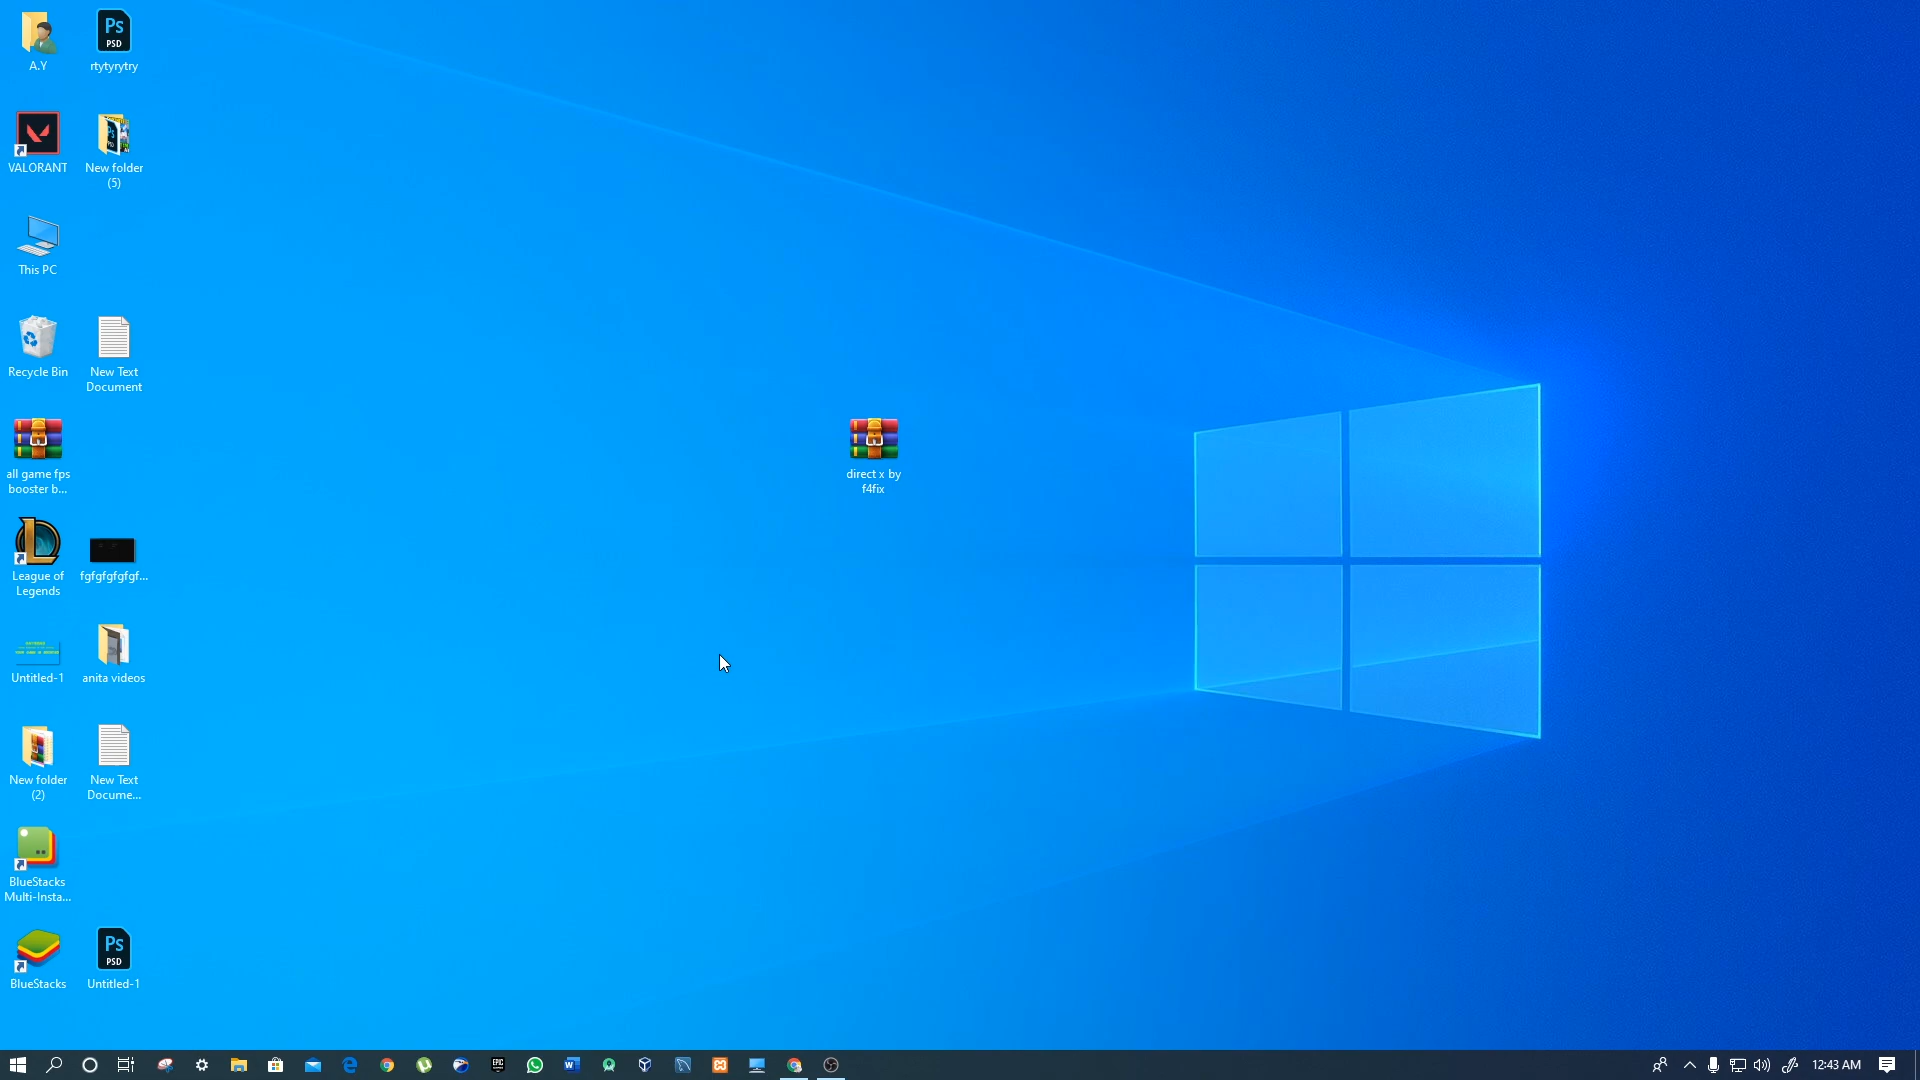 A.Y
rtytyrytry
VALORANT
New folder
(5)
This PC
Recycle Bin
New Text
Document
all game fps
booster b...
direct x by
f4fix
League of
Legends
fgfgfgfgfgf...
Untitled-1
anita videos
New folder
(2)
New Text
Docume...
BlueStacks
Multi-Insta...
BlueStacks
Untitled-1
Ps
PSD
Ps
PSD
EPIC
12:43 AM